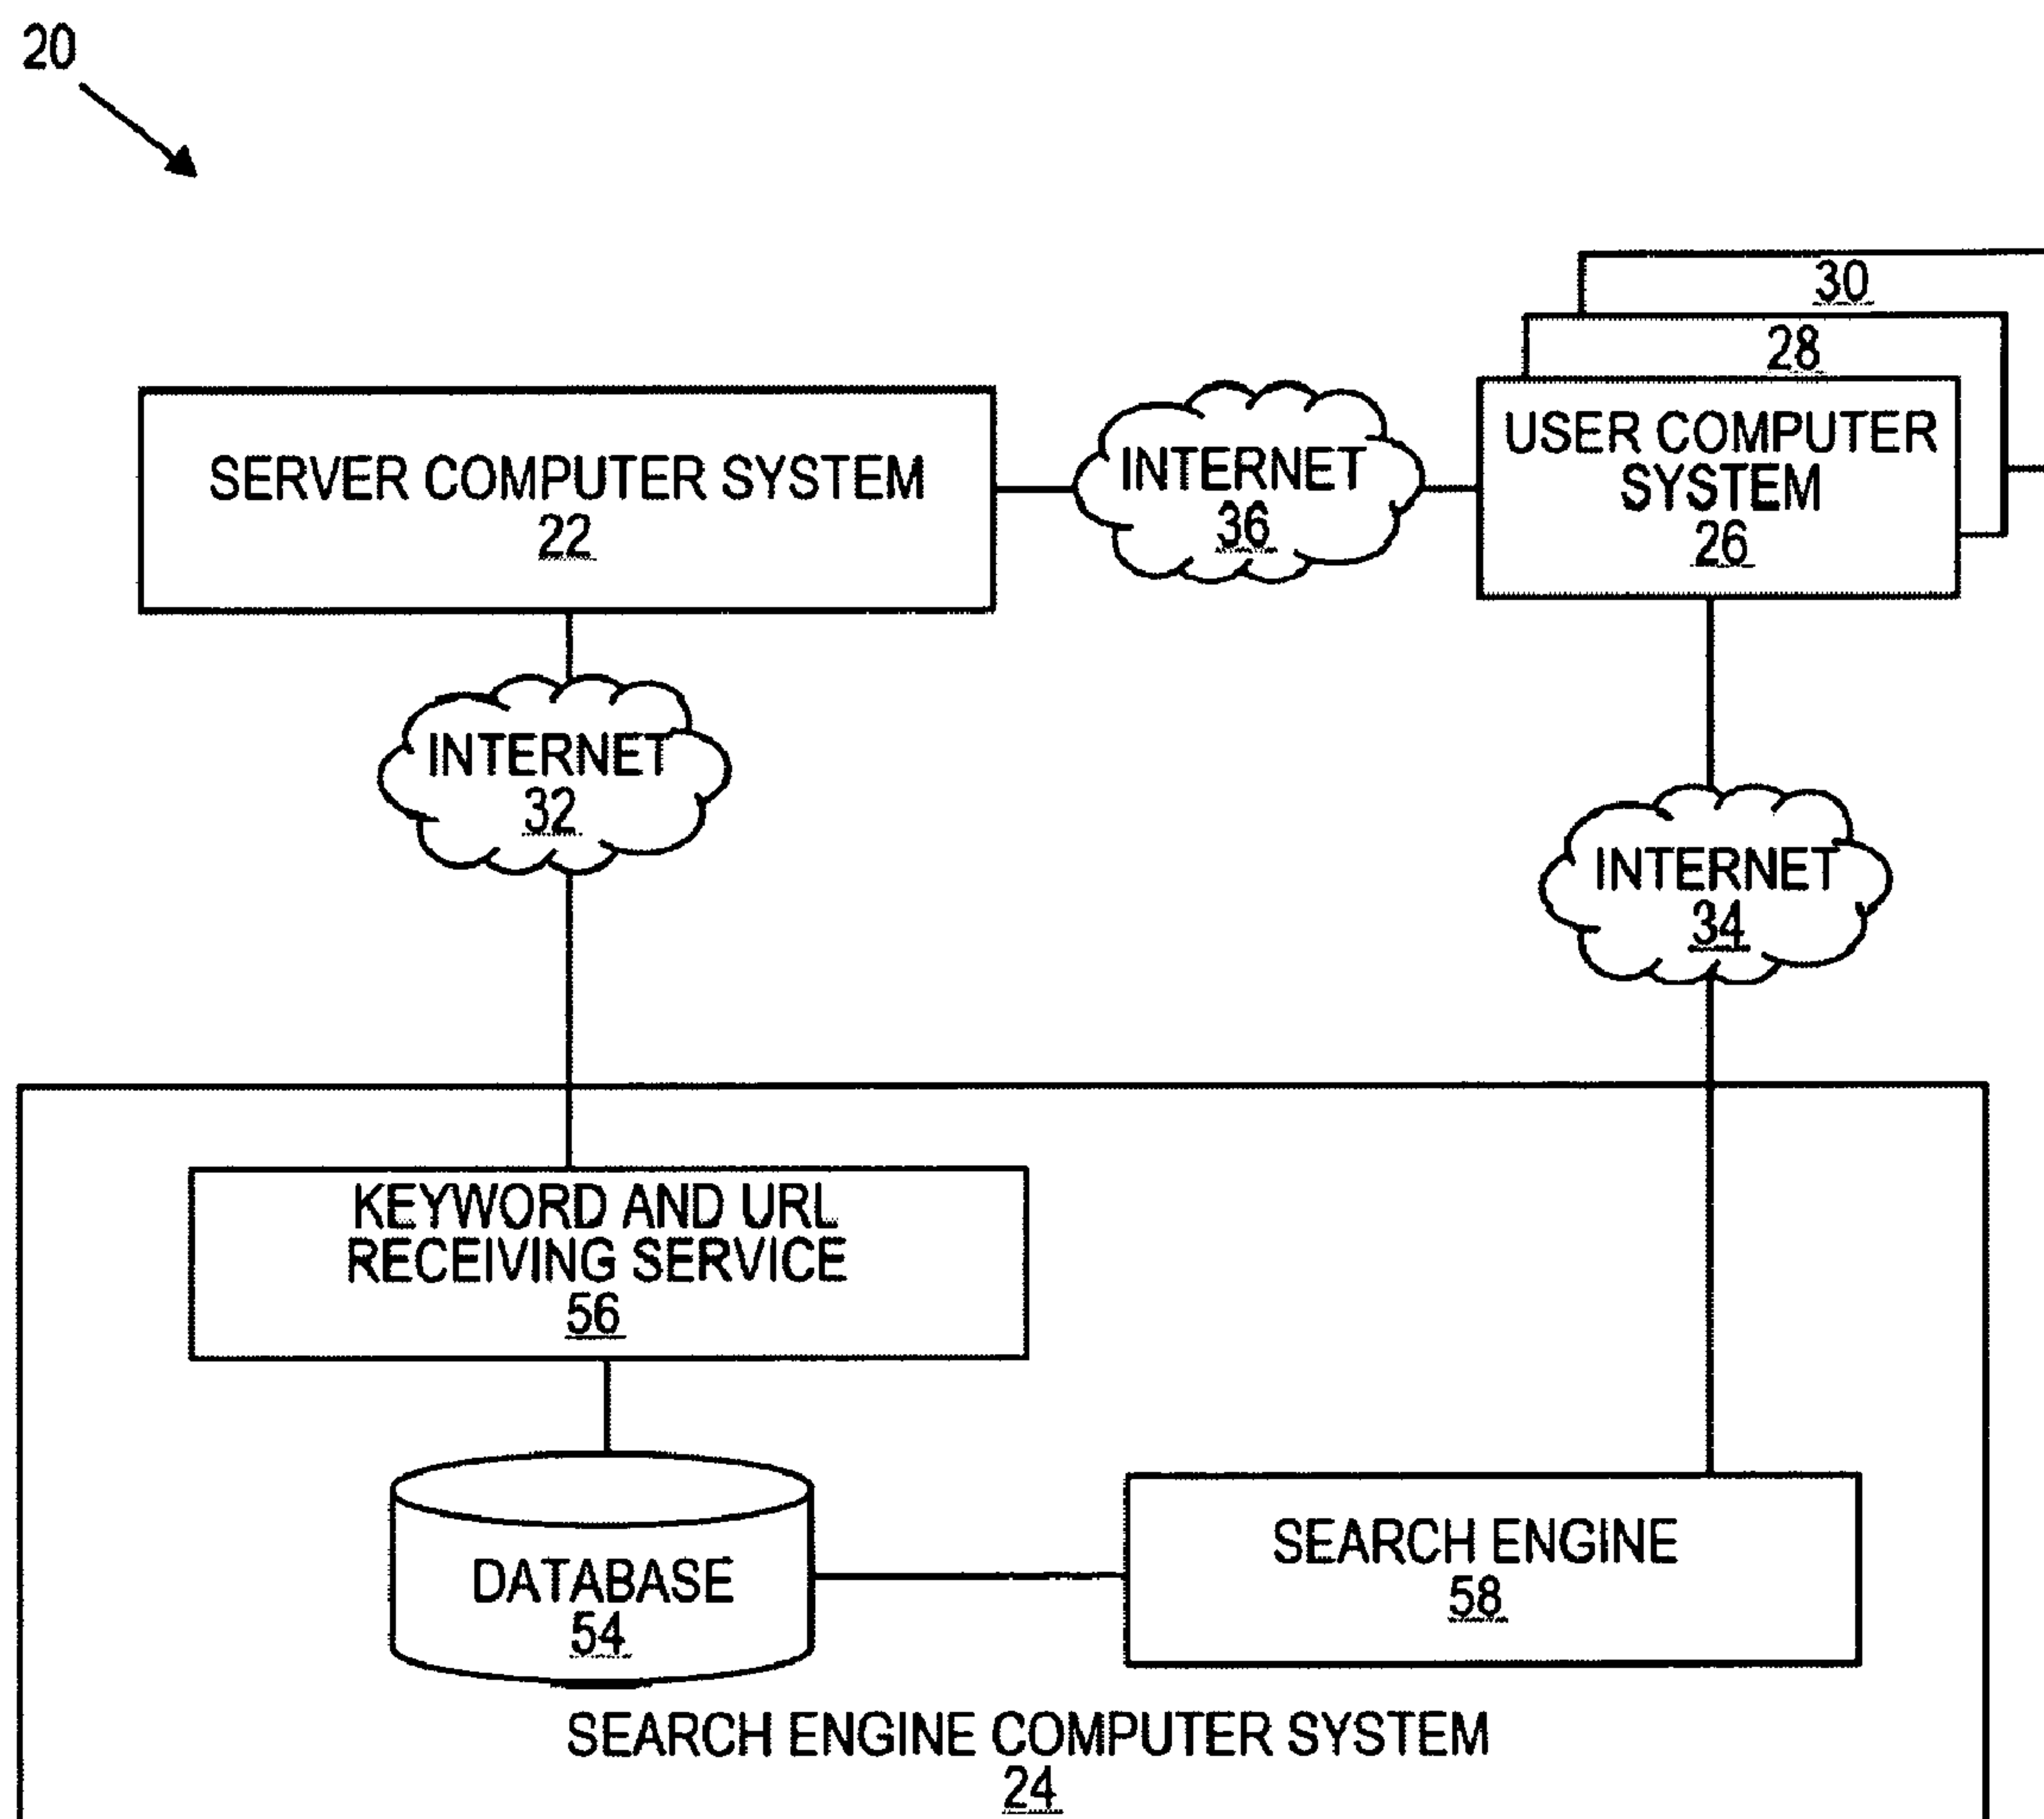 20
30
28
USER COMPUTER
SYSTEM
26
SERVER COMPUTER SYSTEM
22
INTERNET
36
INTERNET
32
INTERNET
34
KEYWORD AND URL
RECEIVING SERVICE
56
DATABASE
54
SEARCH ENGINE
58
SEARCH ENGINE COMPUTER SYSTEM
24